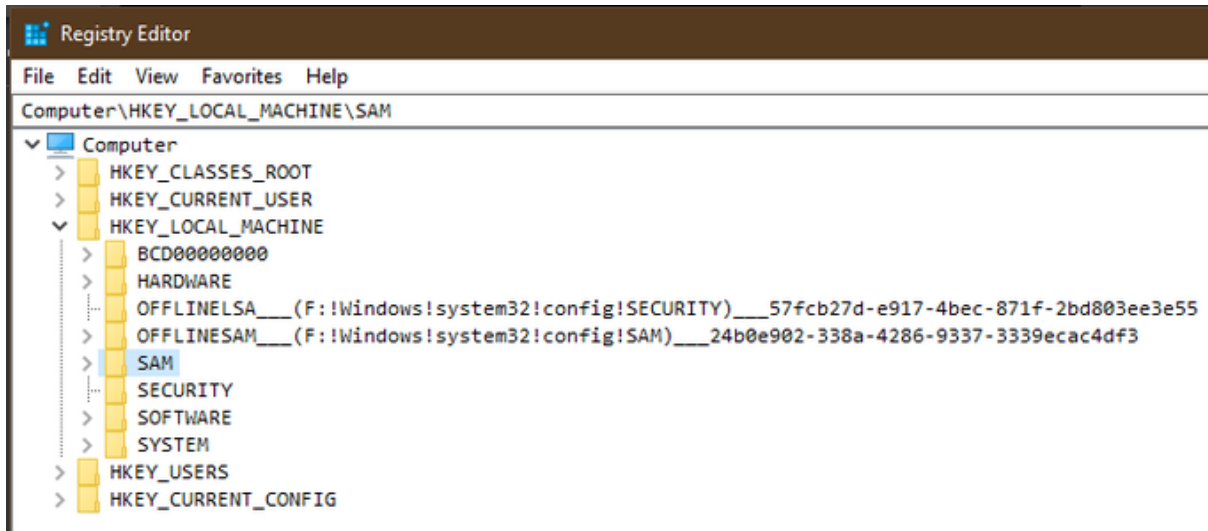 Registry Editor
File Edit View Favorites Help
Computer\HKEY_LOCAL_MACHINE\SAM
Computer
HKEY_CLASSES_ROOT
HKEY_CURRENT_USER
HKEY_LOCAL_MACHINE
BCD00000000
HARDWARE
OFFLINELSA___(F:!Windows!system32!config!SECURITY)___57fcb27d-e917-4bec-871f-2bd803ee3e55
OFFLINESAM___(F:!Windows!system32!config!SAM)___24b0e902-338a-4286-9337-3339ecac4df3
SAM
SECURITY
SOFTWARE
SYSTEM
HKEY_USERS
HKEY_CURRENT_CONFIG